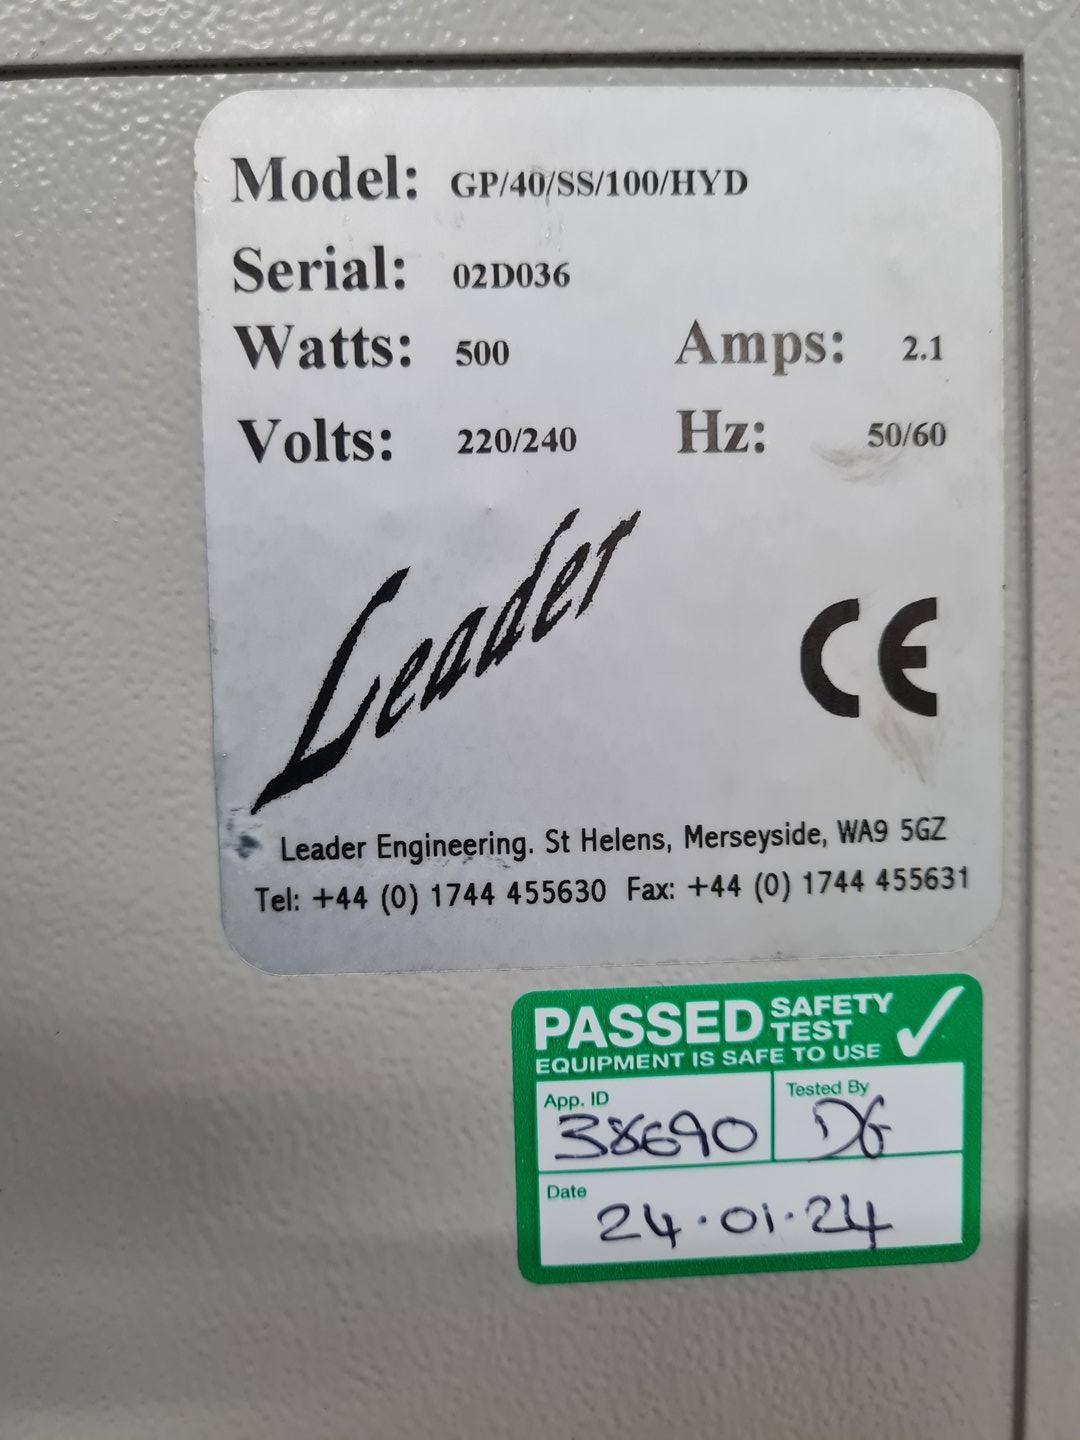 Model: GP/40/SS/100/HYD
Serial: 02D036
Watts: 500 Amps: 2.1
Volts: 220/240 Hz: 50/60
Leader
CE
Leader Engineering. St Helens, Merseyside, WA9 5GZ
Tel: +44 (0) 1744 455630 Fax: +44 (0) 1744 455631
PASSED SAFETY TEST
EQUIPMENT IS SAFE TO USE
App. ID Tested By
38690 DG
Date
24.01.24